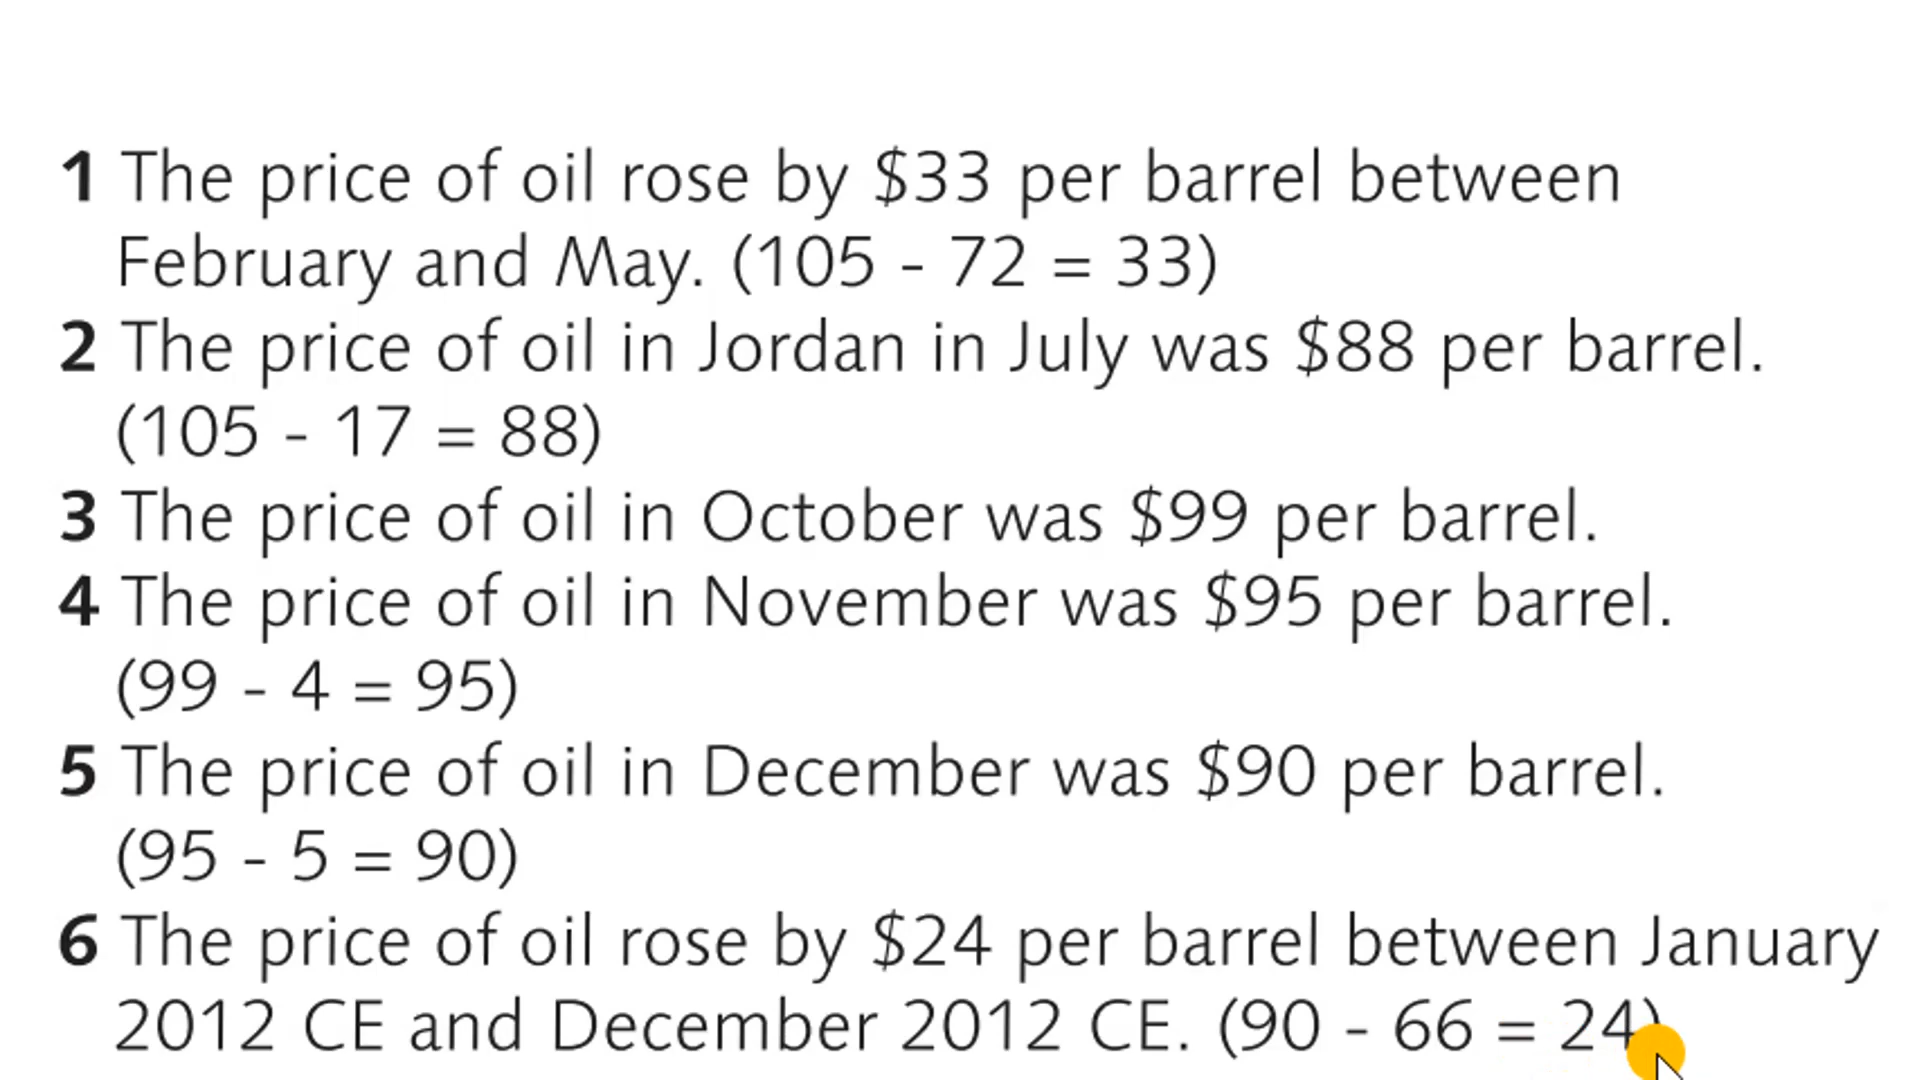 1 The price of oil rose by $33 per barrel between
February and May. (105 - 72 = 33)
2 The price of oil in Jordan in July was $88 per barrel.
(105 - 17 = 88)
3 The price of oil in October was $99 per barrel.
4 The price of oil in November was $95 per barrel.
(99 - 4 = 95)
5 The price of oil in December was $90 per barrel.
(95 - 5 = 90)
6 The price of oil rose by $24 per barrel between January
2012 CE and December 2012 CE. (90 - 66 = 24)